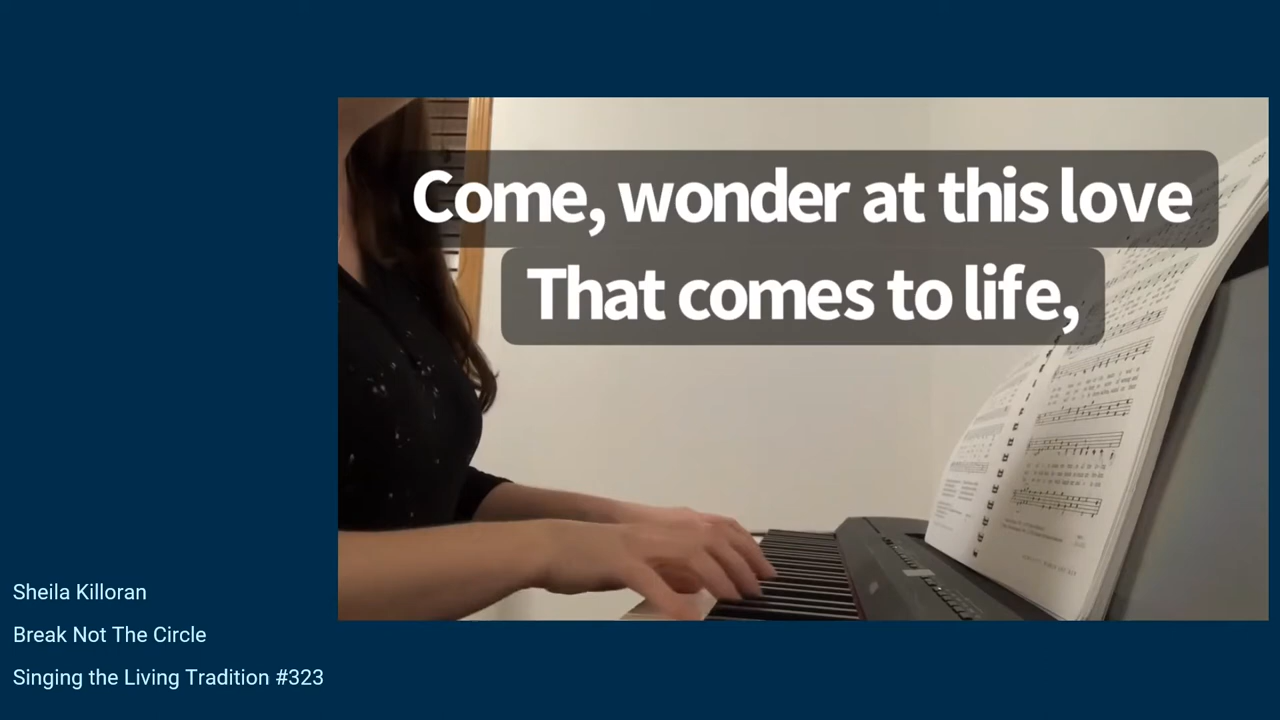 Come, wonder at this love
That comes to life,
Sheila Killoran
Break Not The Circle
Singing the Living Tradition #323